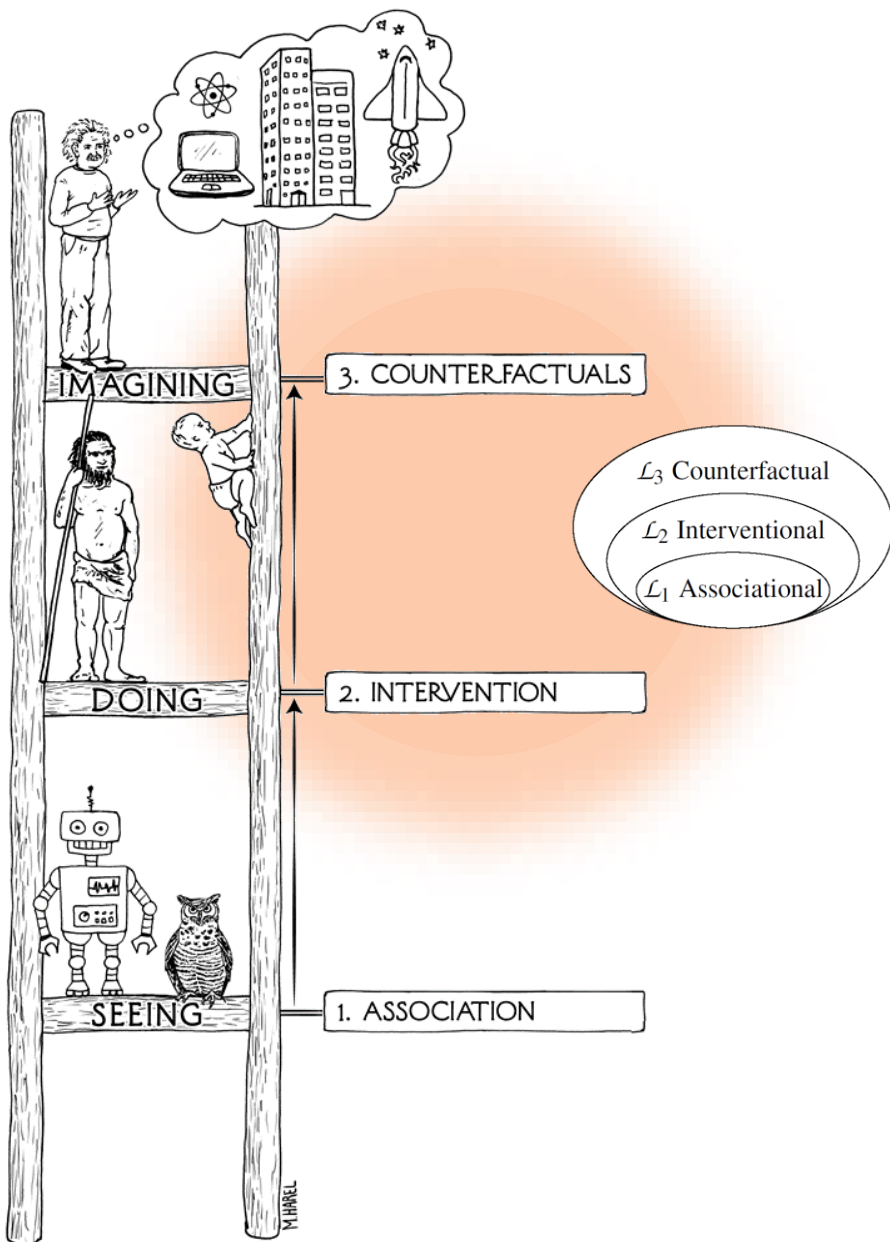 IMAGINING
3. COUNTERFACTUALS
ℒ₃ Counterfactual
ℒ₂ Interventional
ℒ₁ Associational
DOING
2. INTERVENTION
SEEING
1. ASSOCIATION
M.HAREL